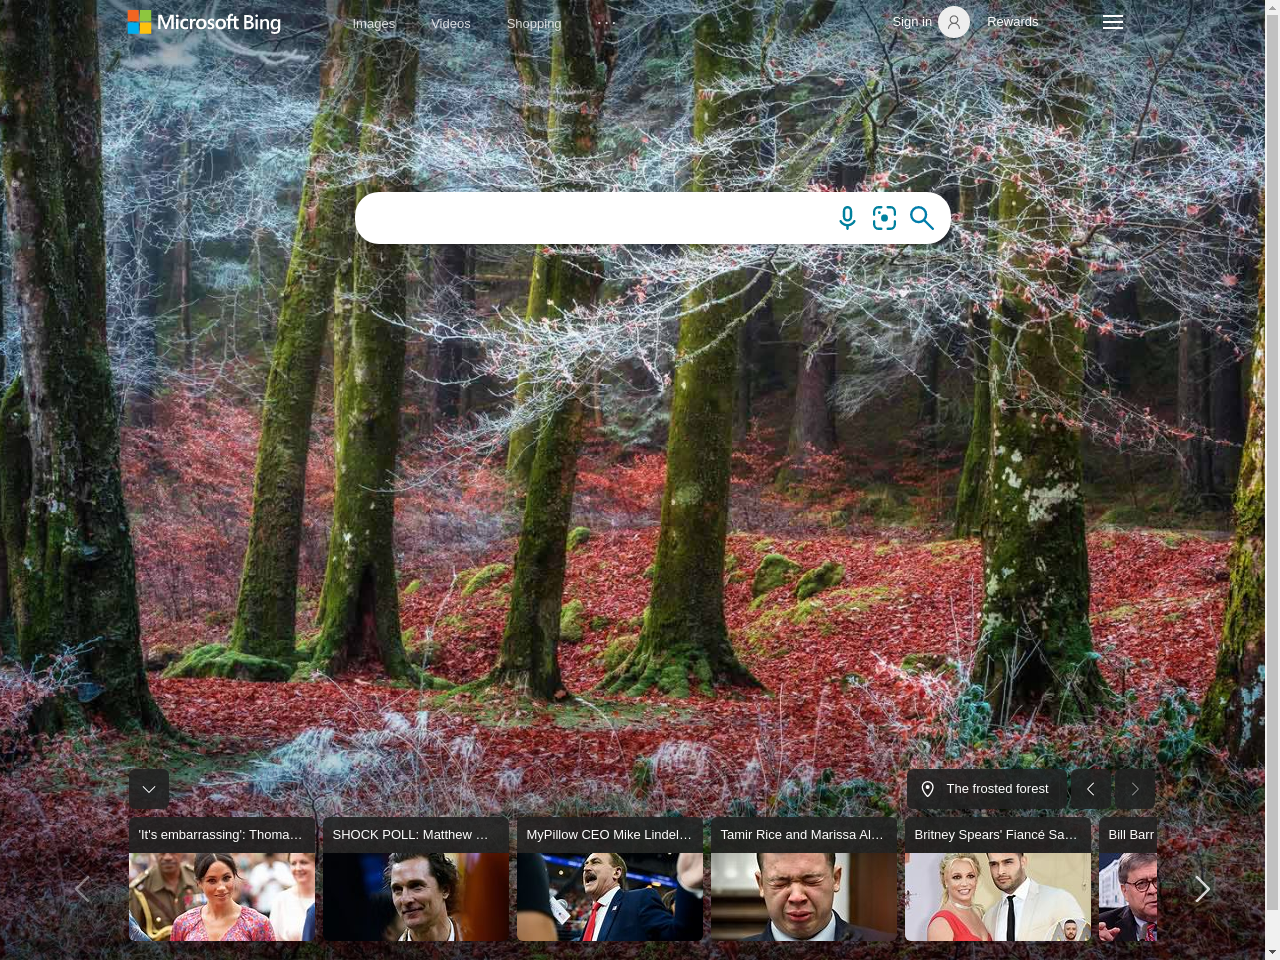 Microsoft Bing
Images
Videos
Shopping
Sign in
Rewards
The frosted forest
'It's embarrassing': Thoma...
SHOCK POLL: Matthew ...
MyPillow CEO Mike Lindel...
Tamir Rice and Marissa Al...
Britney Spears' Fiancé Sa...
Bill Barr